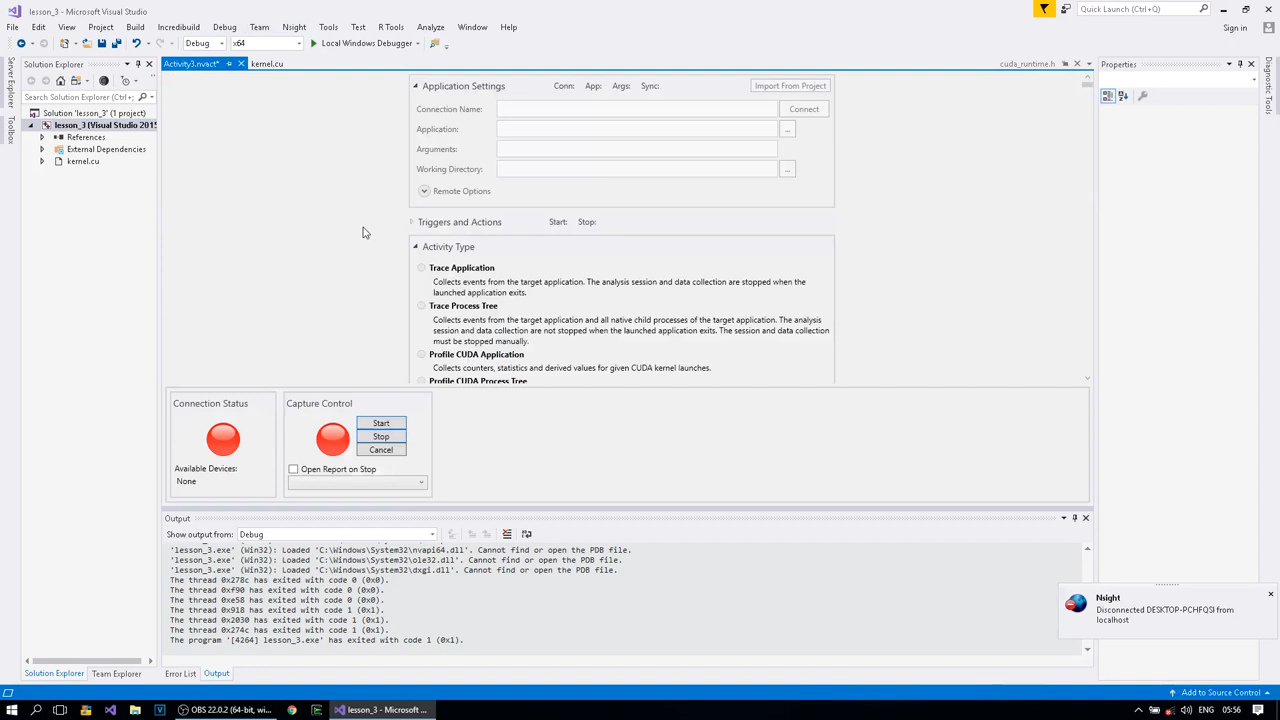 lesson_3 - Microsoft Visual Studio
Quick Launch (Ctrl+Q)
File Edit View Project Build Incredibuild Debug Team Nsight Tools Test R Tools Analyze Window Help
Sign in
Debug x64 Local Windows Debugger
Server Explorer
Toolbox
Solution Explorer
Search Solution Explorer (Ctrl+
Solution 'lesson_3' (1 project)
lesson_3 (Visual Studio 2015
References
External Dependencies
kernel.cu
Activity3.nvact* kernel.cu cuda_runtime.h
Application Settings Conn: App: Args: Sync: Import From Project
Connection Name: Connect
Application: ...
Arguments:
Working Directory: ...
Remote Options
Triggers and Actions Start: Stop:
Activity Type
Trace Application
Collects events from the target application. The analysis session and data collection are stopped when the
launched application exits.
Trace Process Tree
Collects events from the target application and all native child processes of the target application. The analysis
session and data collection are not stopped when the launched application exits. The session and data collection
must be stopped manually.
Profile CUDA Application
Collects counters, statistics and derived values for given CUDA kernel launches.
Profile CUDA Process Tree
Connection Status
Available Devices:
None
Capture Control
Start
Stop
Cancel
Open Report on Stop
Properties
Diagnostic Tools
Output
Show output from: Debug
'lesson_3.exe' (Win32): Loaded 'C:\Windows\System32\nvapi64.dll'. Cannot find or open the PDB file.
'lesson_3.exe' (Win32): Loaded 'C:\Windows\System32\ole32.dll'. Cannot find or open the PDB file.
'lesson_3.exe' (Win32): Loaded 'C:\Windows\System32\dxgi.dll'. Cannot find or open the PDB file.
The thread 0x278c has exited with code 0 (0x0).
The thread 0xf90 has exited with code 0 (0x0).
The thread 0xe58 has exited with code 0 (0x0).
The thread 0x918 has exited with code 1 (0x1).
The thread 0x2030 has exited with code 1 (0x1).
The thread 0x274c has exited with code 1 (0x1).
The program '[4264] lesson_3.exe' has exited with code 1 (0x1).
Nsight
Disconnected DESKTOP-PCHFQSI from
localhost
Solution Explorer Team Explorer
Error List Output
Add to Source Control
OBS 22.0.2 (64-bit, wi...
lesson_3 - Microsoft ...
ENG 05:56